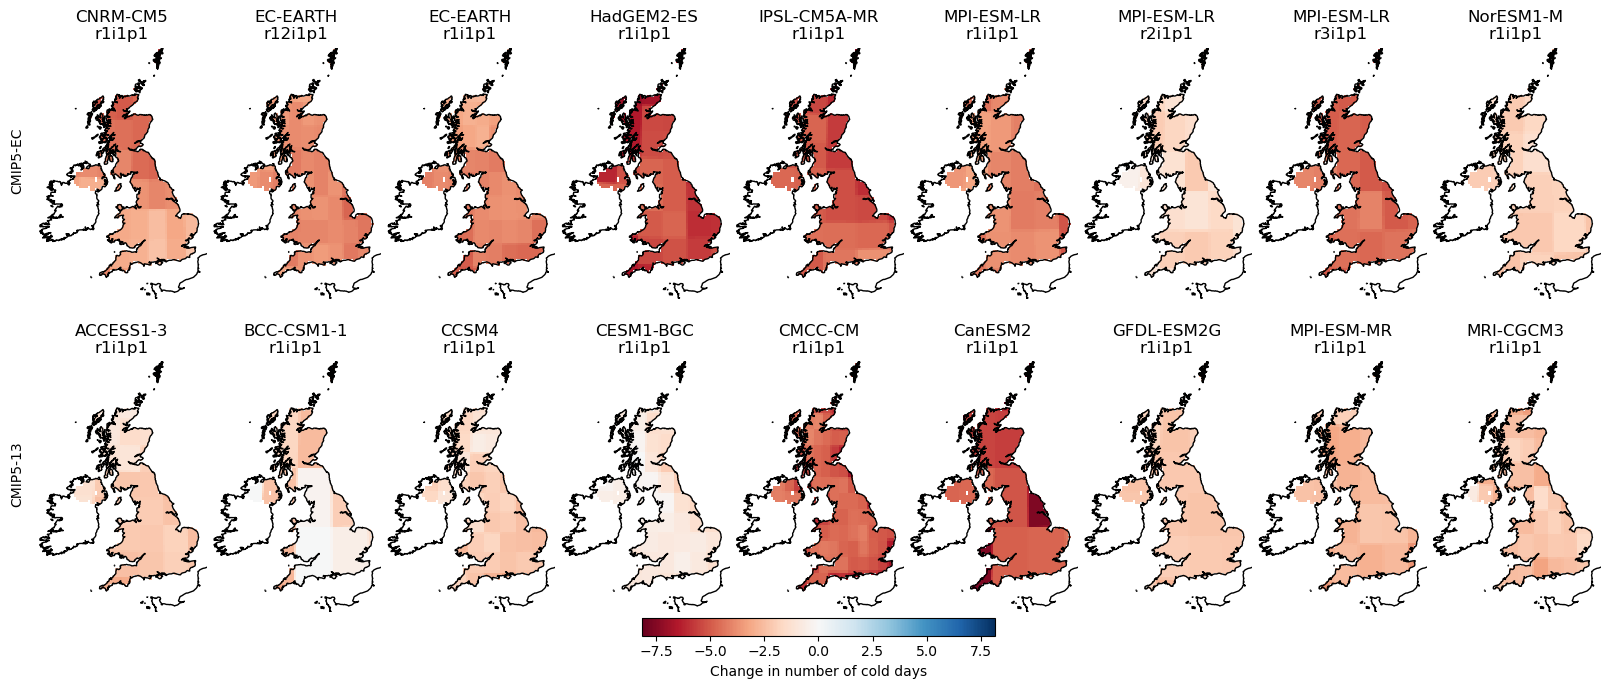 CNRM-CM5
r1i1p1
EC-EARTH
r12i1p1
EC-EARTH
r1i1p1
HadGEM2-ES
r1i1p1
IPSL-CM5A-MR
r1i1p1
MPI-ESM-LR
r1i1p1
MPI-ESM-LR
r2i1p1
MPI-ESM-LR
r3i1p1
NorESM1-M
r1i1p1
CMIP5-EC
ACCESS1-3
r1i1p1
BCC-CSM1-1
r1i1p1
CCSM4
r1i1p1
CESM1-BGC
r1i1p1
CMCC-CM
r1i1p1
CanESM2
r1i1p1
GFDL-ESM2G
r1i1p1
MPI-ESM-MR
r1i1p1
MRI-CGCM3
r1i1p1
CMIP5-13
−7.5 −5.0 −2.5 0.0 2.5 5.0 7.5
Change in number of cold days